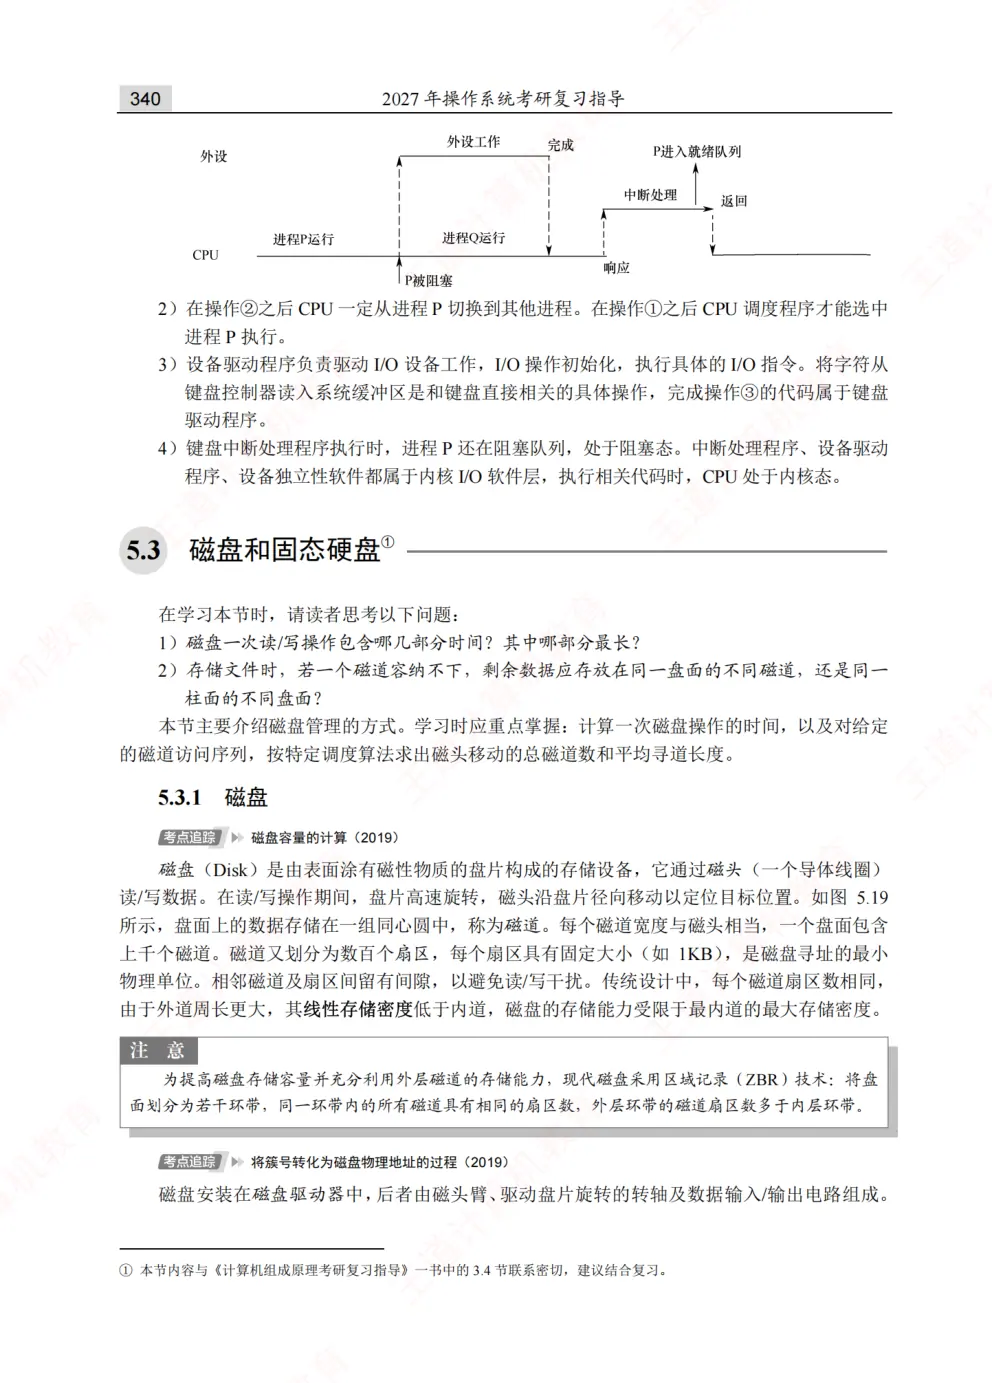 340
2027 年操作系统考研复习指导
外设
外设工作
完成
P进入就绪队列
中断处理
返回
进程P运行
进程Q运行
CPU
响应
P被阻塞
2）在操作②之后 CPU 一定从进程 P 切换到其他进程。在操作①之后 CPU 调度程序才能选中
进程 P 执行。
3）设备驱动程序负责驱动 I/O 设备工作，I/O 操作初始化，执行具体的 I/O 指令。将字符从
键盘控制器读入系统缓冲区是和键盘直接相关的具体操作，完成操作③的代码属于键盘
驱动程序。
4）键盘中断处理程序执行时，进程 P 还在阻塞队列，处于阻塞态。中断处理程序、设备驱动
程序、设备独立性软件都属于内核 I/O 软件层，执行相关代码时，CPU 处于内核态。
5.3 磁盘和固态硬盘①
在学习本节时，请读者思考以下问题：
1）磁盘一次读/写操作包含哪几部分时间？其中哪部分最长？
2）存储文件时，若一个磁道容纳不下，剩余数据应存放在同一盘面的不同磁道，还是同一
柱面的不同盘面？
本节主要介绍磁盘管理的方式。学习时应重点掌握：计算一次磁盘操作的时间，以及对给定
的磁道访问序列，按特定调度算法求出磁头移动的总磁道数和平均寻道长度。
5.3.1 磁盘
考点追踪 磁盘容量的计算（2019）
磁盘（Disk）是由表面涂有磁性物质的盘片构成的存储设备，它通过磁头（一个导体线圈）
读/写数据。在读/写操作期间，盘片高速旋转，磁头沿盘片径向移动以定位目标位置。如图 5.19
所示，盘面上的数据存储在一组同心圆中，称为磁道。每个磁道宽度与磁头相当，一个盘面包含
上千个磁道。磁道又划分为数百个扇区，每个扇区具有固定大小（如 1KB），是磁盘寻址的最小
物理单位。相邻磁道及扇区间留有间隙，以避免读/写干扰。传统设计中，每个磁道扇区数相同，
由于外道周长更大，其线性存储密度低于内道，磁盘的存储能力受限于最内道的最大存储密度。
注 意
为提高磁盘存储容量并充分利用外层磁道的存储能力，现代磁盘采用区域记录（ZBR）技术：将盘
面划分为若干环带，同一环带内的所有磁道具有相同的扇区数，外层环带的磁道扇区数多于内层环带。
考点追踪 将簇号转化为磁盘物理地址的过程（2019）
磁盘安装在磁盘驱动器中，后者由磁头臂、驱动盘片旋转的转轴及数据输入/输出电路组成。
① 本节内容与《计算机组成原理考研复习指导》一书中的 3.4 节联系密切，建议结合复习。